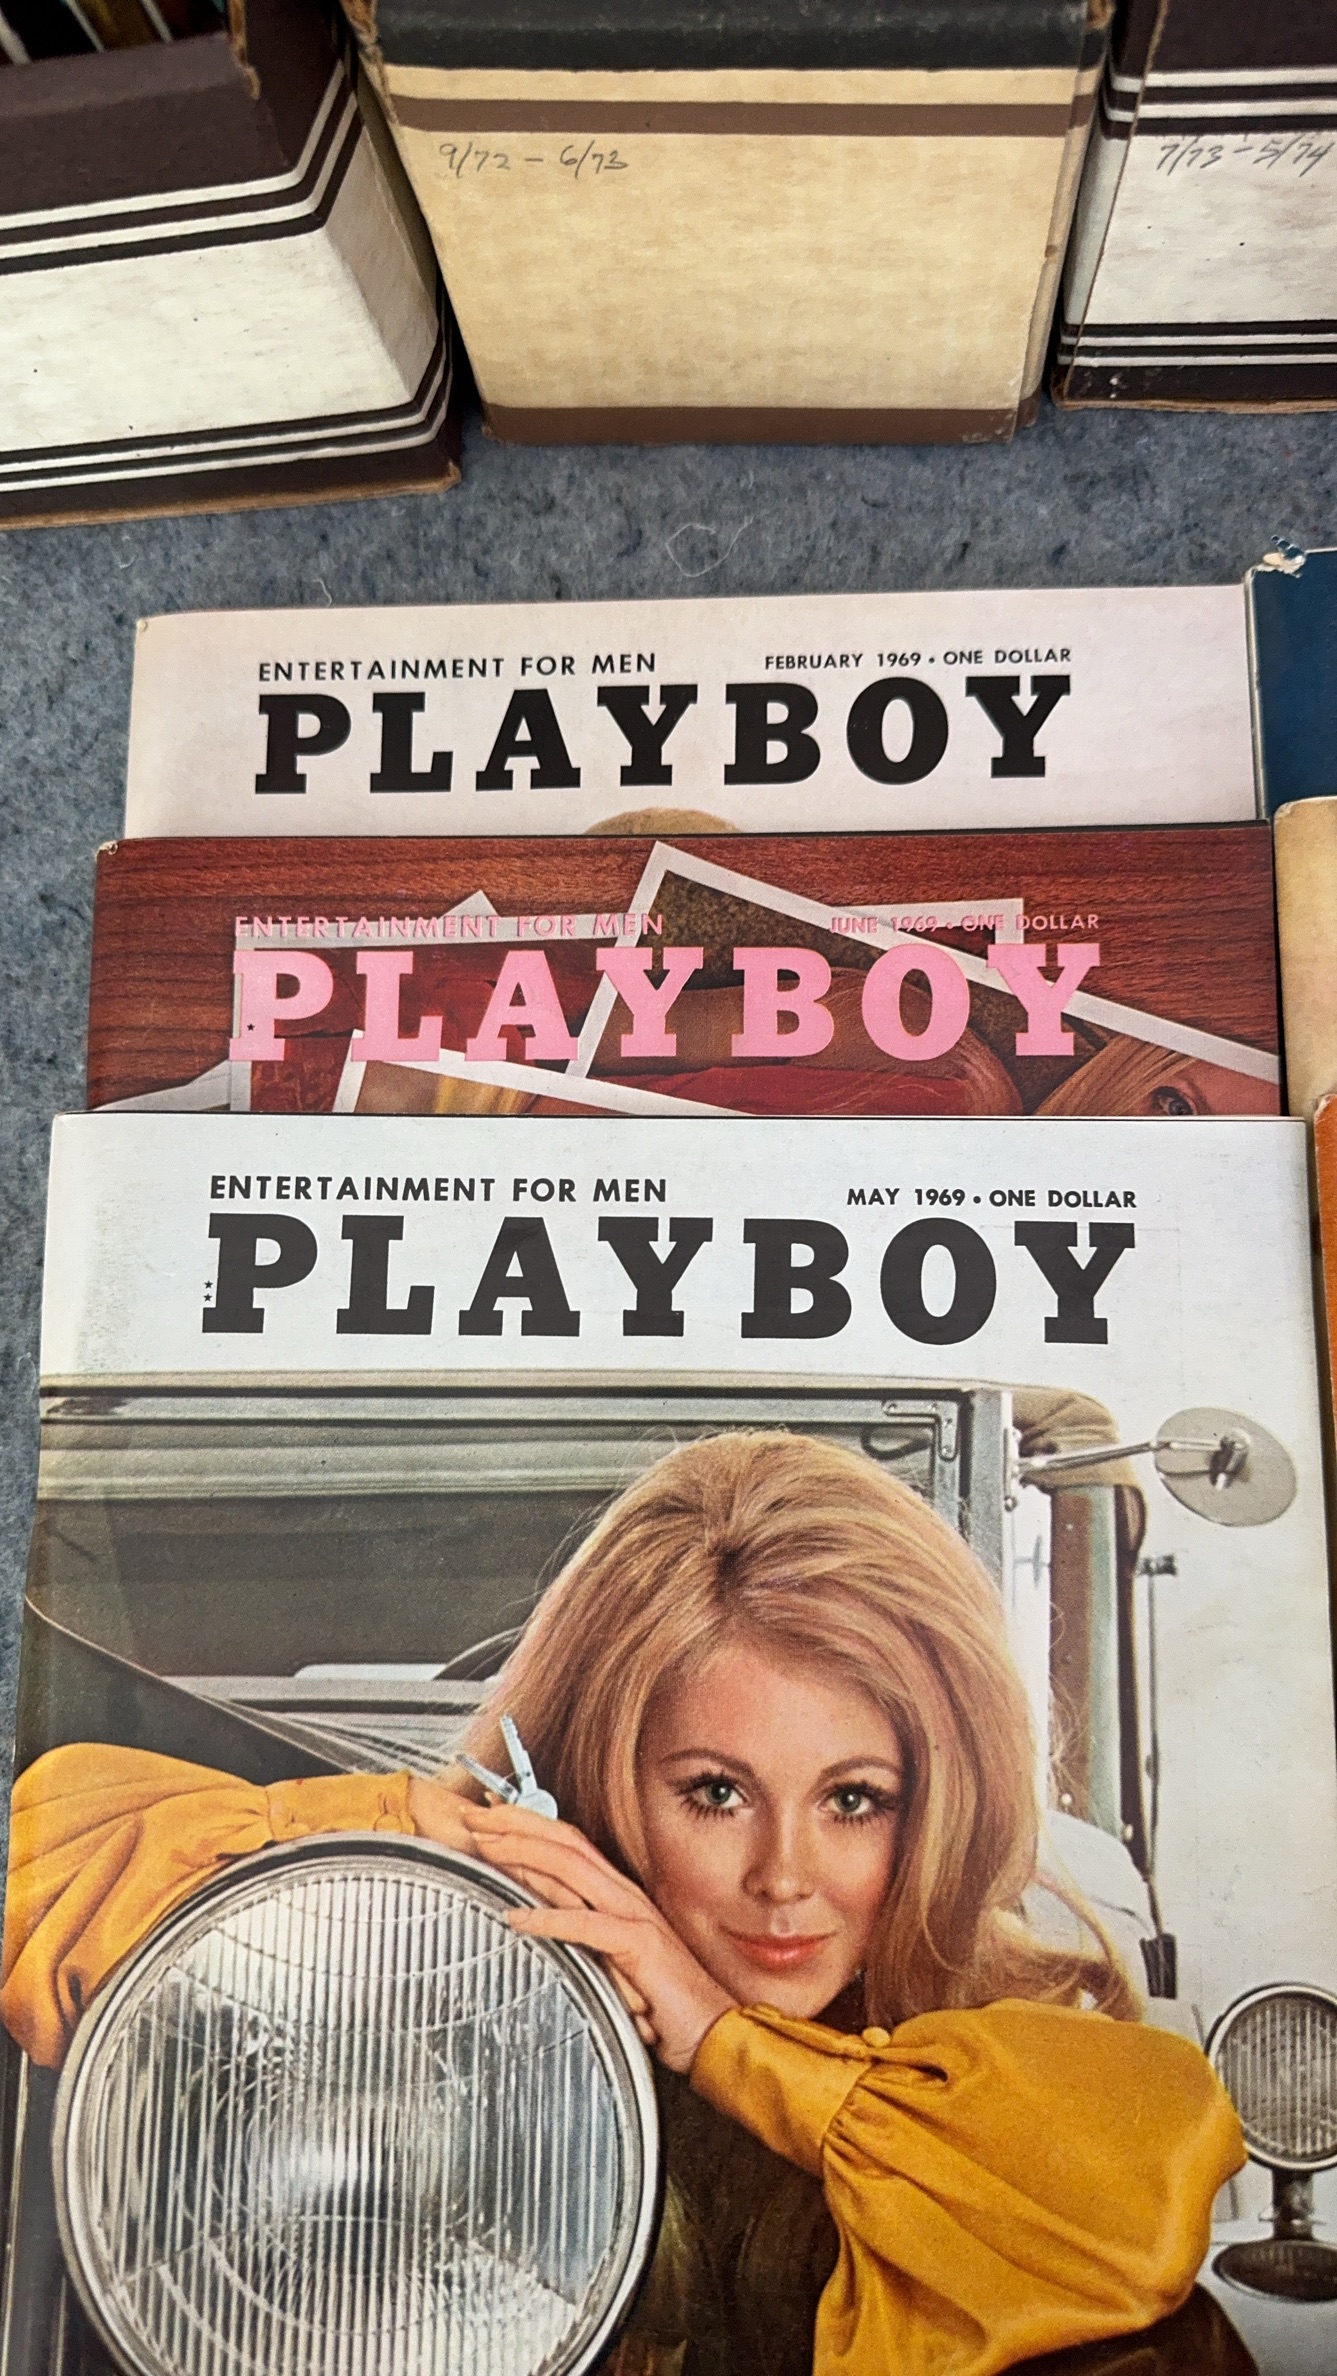 9/72 - 6/73
7/73 - 5/74
ENTERTAINMENT FOR MEN
FEBRUARY 1969 • ONE DOLLAR
PLAYBOY
ENTERTAINMENT FOR MEN
JUNE 1969 • ONE DOLLAR
PLAYBOY
ENTERTAINMENT FOR MEN
MAY 1969 • ONE DOLLAR
PLAYBOY